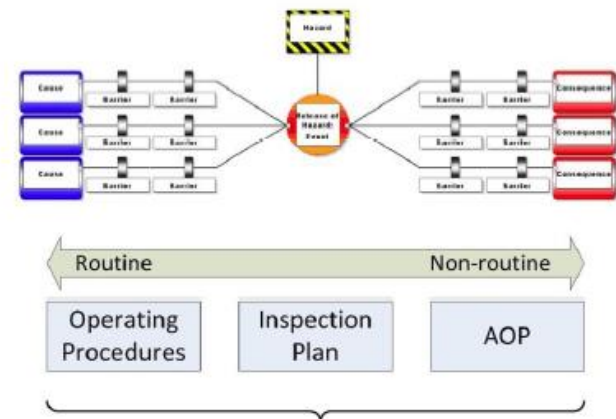 Hazard
Cause
Barrier
Barrier
Barrier
Barrier
Consequence
Release of
Hazard:
Event
Cause
Barrier
Barrier
Barrier
Barrier
Consequence
Cause
Barrier
Barrier
Barrier
Barrier
Consequence
Routine
Non-routine
Operating
Procedures
Inspection
Plan
AOP